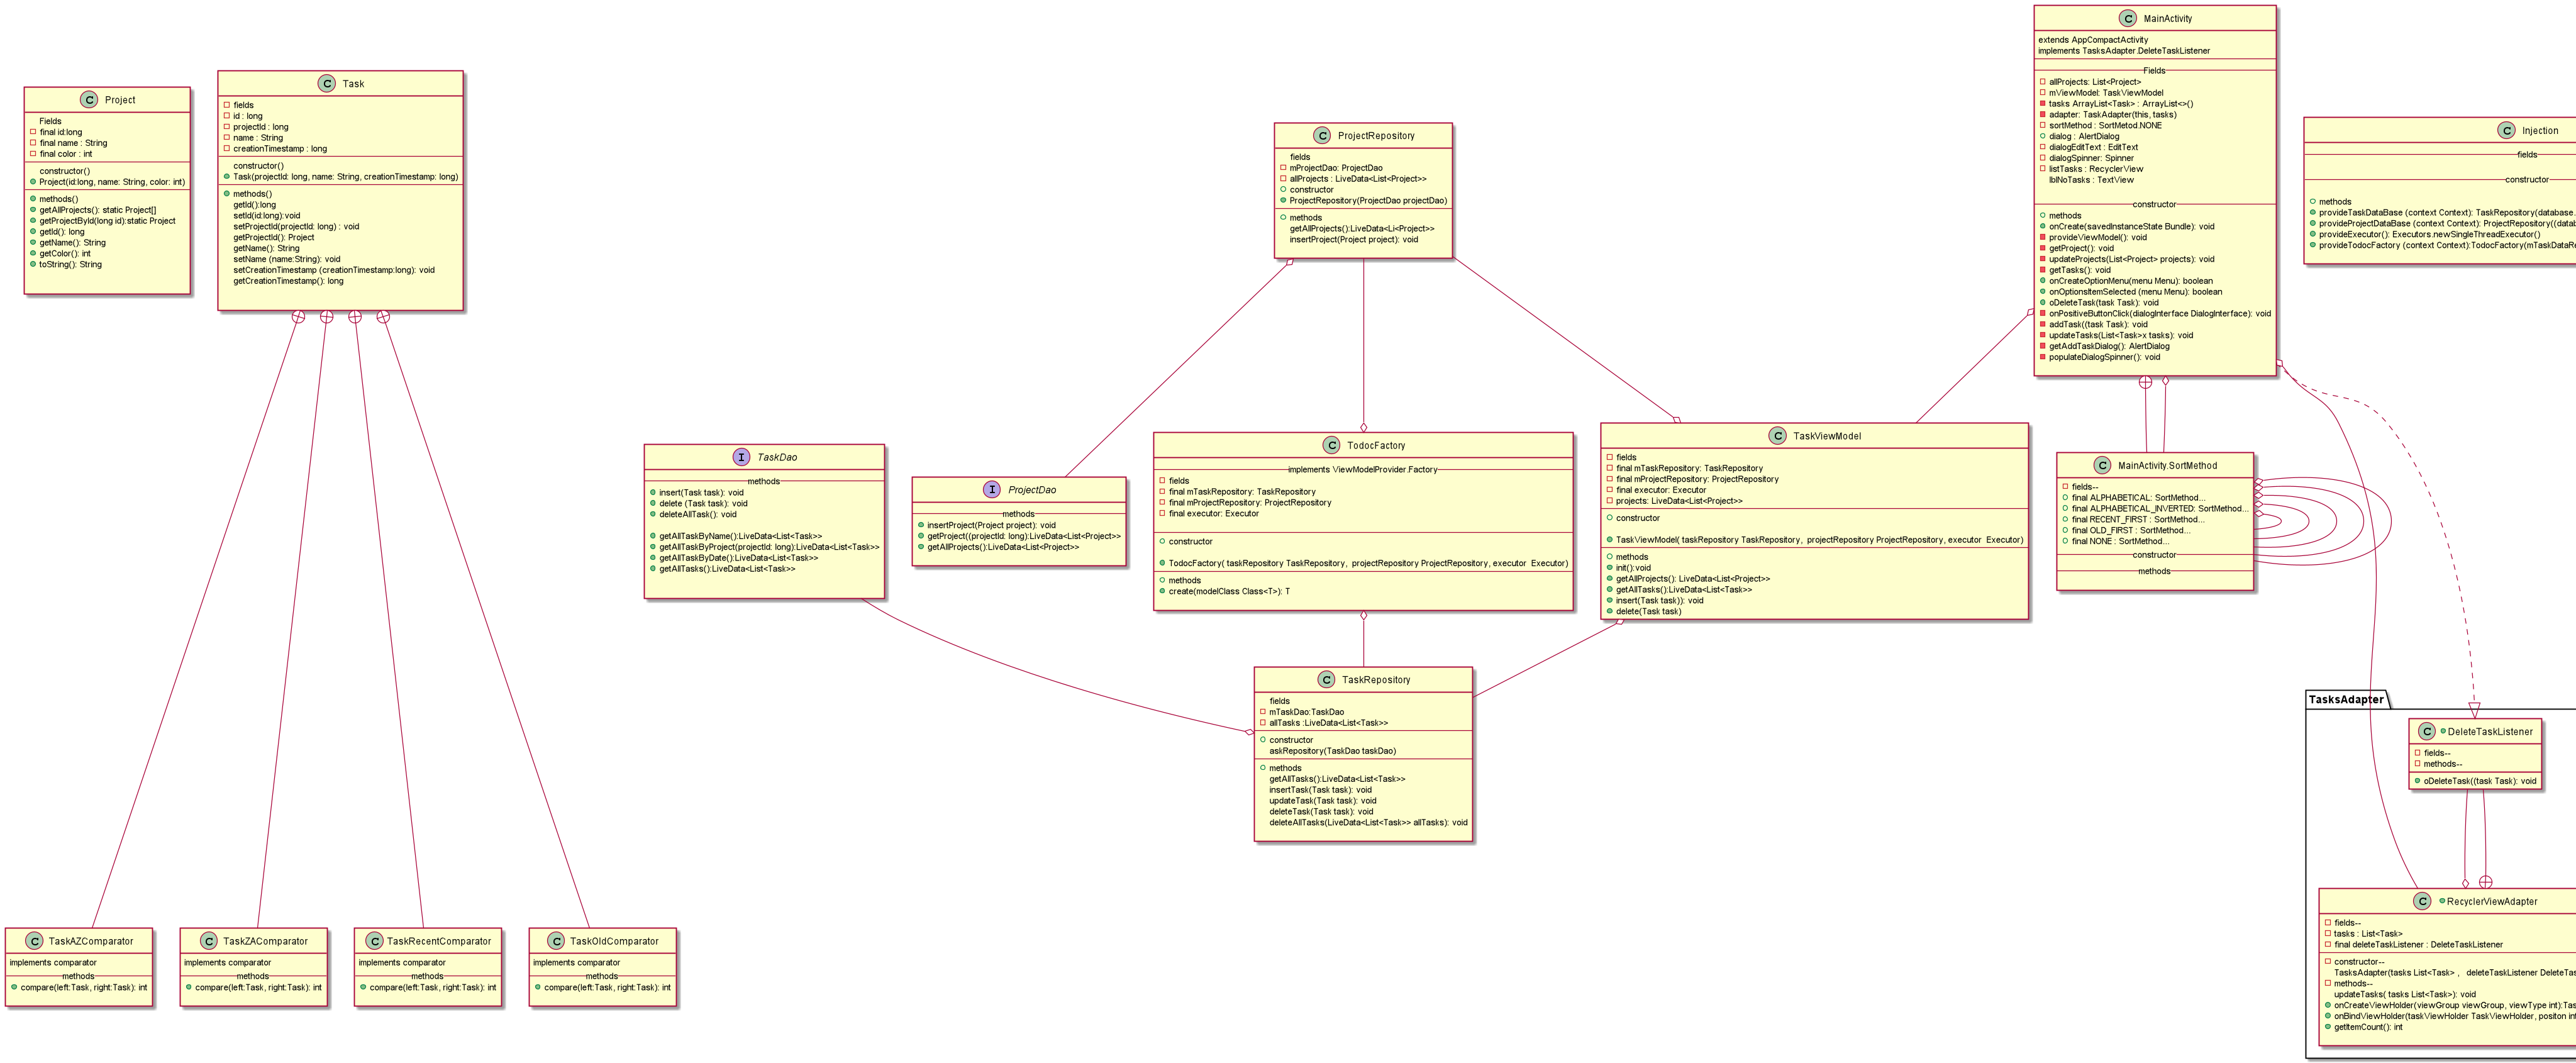 Project
Fields
final id:long
final name : String
final color : int
constructor()
Project(id:long, name: String, color: int)
methods()
getAllProjects(): static Project[]
getProjectById(long id):static Project
getId(): long
getName(): String
getColor(): int
toString(): String
Task
fields
id : long
projectId : long
name : String
creationTimestamp : long
constructor()
Task(projectId: long, name: String, creationTimestamp: long)
methods()
getId():long
setId(id:long):void
setProjectId(projectId: long) : void
getProjectId(): Project
getName(): String
setName (name:String): void
setCreationTimestamp (creationTimestamp:long): void
getCreationTimestamp(): long
ProjectRepository
fields
mProjectDao: ProjectDao
allProjects : LiveData<List<Project>>
constructor
ProjectRepository(ProjectDao projectDao)
methods
getAllProjects():LiveData<Li<Project>>
insertProject(Project project): void
MainActivity
extends AppCompactActivity
implements TasksAdapter.DeleteTaskListener
Fields
allProjects: List<Project>
mViewModel: TaskViewModel
tasks ArrayList<Task> : ArrayList<>()
adapter: TaskAdapter(this, tasks)
sortMethod : SortMetod.NONE
dialog : AlertDialog
dialogEditText : EditText
dialogSpinner: Spinner
listTasks : RecyclerView
lblNoTasks : TextView
constructor
methods
onCreate(savedInstanceState Bundle): void
provideViewModel(): void
getProject(): void
updateProjects(List<Project> projects): void
getTasks(): void
onCreateOptionMenu(menu Menu): boolean
onOptionsItemSelected (menu Menu): boolean
oDeleteTask(task Task): void
onPositiveButtonClick(dialogInterface DialogInterface): void
addTask((task Task): void
updateTasks(List<Task>x tasks): void
getAddTaskDialog(): AlertDialog
populateDialogSpinner(): void
Injection
fields
constructor
methods
provideTaskDataBase (context Context): TaskRepository(database.
provideProjectDataBase (context Context): ProjectRepository((datab
provideExecutor(): Executors.newSingleThreadExecutor()
provideTodocFactory (context Context):TodocFactory(mTaskDataRe
TaskDao
methods
insert(Task task): void
delete (Task task): void
deleteAllTask(): void
getAllTaskByName():LiveData<List<Task>>
getAllTaskByProject(projectId: long):LiveData<List<Task>>
getAllTaskByDate():LiveData<List<Task>>
getAllTasks():LiveData<List<Task>>
ProjectDao
methods
insertProject(Project project): void
getProject((projectId: long):LiveData<List<Project>>
getAllProjects():LiveData<List<Project>>
TodocFactory
implements ViewModelProvider.Factory
fields
final mTaskRepository: TaskRepository
final mProjectRepository: ProjectRepository
final executor: Executor
constructor
TodocFactory( taskRepository TaskRepository, projectRepository ProjectRepository, executor Executor)
methods
create(modelClass Class<T>): T
TaskViewModel
fields
final mTaskRepository: TaskRepository
final mProjectRepository: ProjectRepository
final executor: Executor
projects: LiveData<List<Project>>
constructor
TaskViewModel( taskRepository TaskRepository, projectRepository ProjectRepository, executor Executor)
methods
init():void
getAllProjects(): LiveData<List<Project>>
getAllTasks():LiveData<List<Task>>
insert(Task task)): void
delete(Task task)
MainActivity.SortMethod
fields--
final ALPHABETICAL: SortMethod...
final ALPHABETICAL_INVERTED: SortMethod...
final RECENT_FIRST : SortMethod...
final OLD_FIRST : SortMethod...
final NONE : SortMethod...
constructor
methods
TaskRepository
fields
mTaskDao:TaskDao
allTasks :LiveData<List<Task>>
constructor
askRepository(TaskDao taskDao)
methods
getAllTasks():LiveData<List<Task>>
insertTask(Task task): void
updateTask(Task task): void
deleteTask(Task task): void
deleteAllTasks(LiveData<List<Task>> allTasks): void
TasksAdapter
DeleteTaskListener
fields--
methods--
oDeleteTask((task Task): void
RecyclerViewAdapter
fields--
tasks : List<Task>
final deleteTaskListener : DeleteTaskListener
constructor--
TasksAdapter(tasks List<Task> , deleteTaskListener DeleteTas
methods--
updateTasks( tasks List<Task>): void
onCreateViewHolder(viewGroup viewGroup, viewType int):Tas
onBindViewHolder(taskViewHolder TaskViewHolder, positon int
getItemCount(): int
TaskAZComparator
implements comparator
methods
compare(left:Task, right:Task): int
TaskZAComparator
implements comparator
methods
compare(left:Task, right:Task): int
TaskRecentComparator
implements comparator
methods
compare(left:Task, right:Task): int
TaskOldComparator
implements comparator
methods
compare(left:Task, right:Task): int